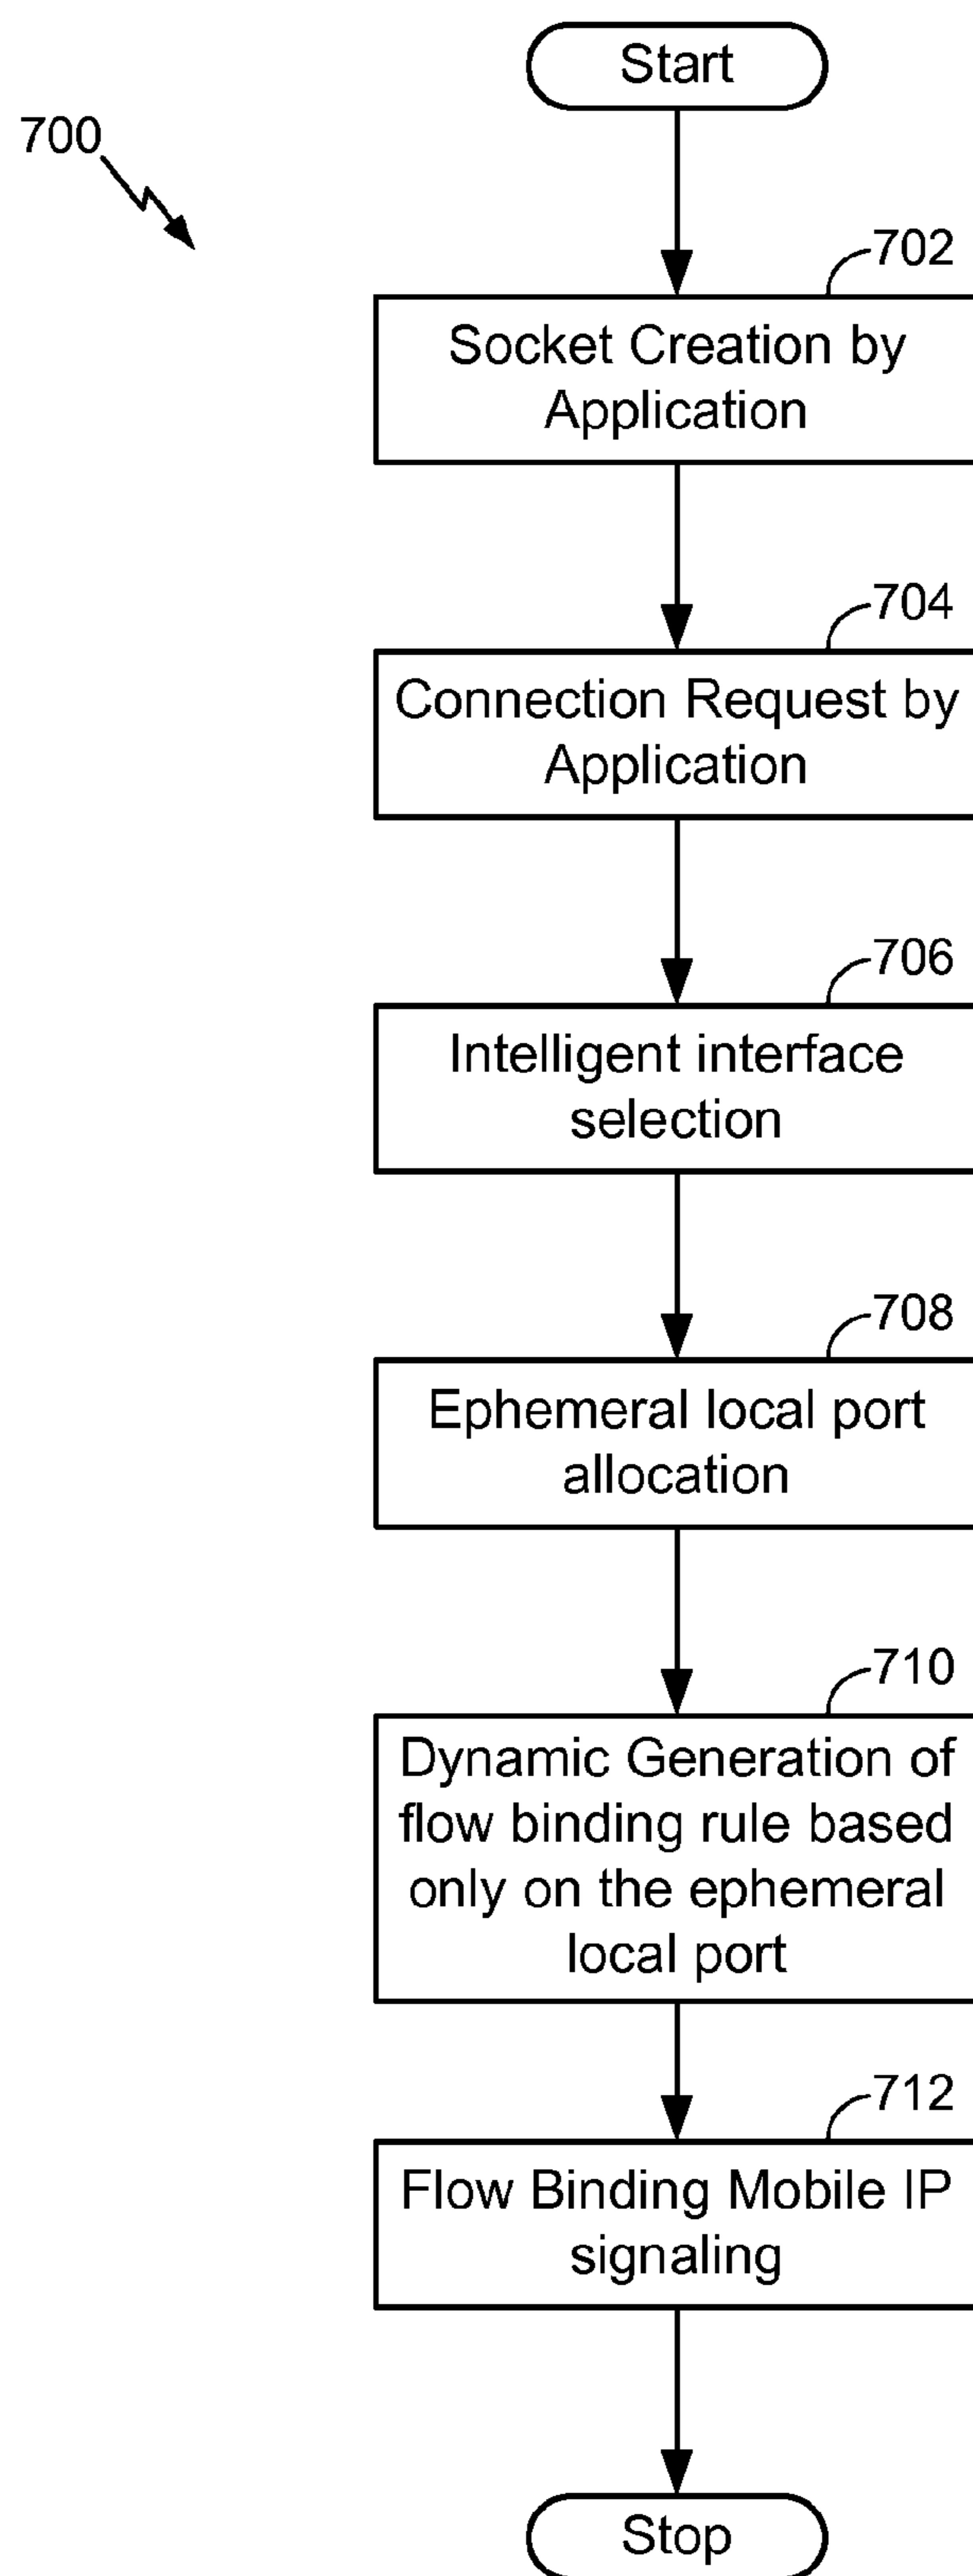 Start
700
702
Socket Creation by
Application
704
Connection Request by
Application
706
Intelligent interface
selection
708
Ephemeral local port
allocation
710
Dynamic Generation of
flow binding rule based
only on the ephemeral
local port
712
Flow Binding Mobile IP
signaling
Stop